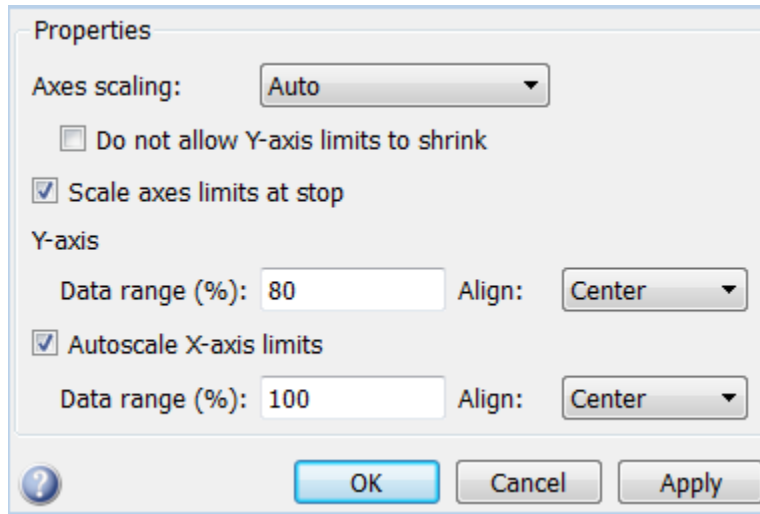 Properties
Axes scaling: Auto
Do not allow Y-axis limits to shrink
Scale axes limits at stop
Y-axis
Data range (%): 80 Align: Center
Autoscale X-axis limits
Data range (%): 100 Align: Center
? OK Cancel Apply